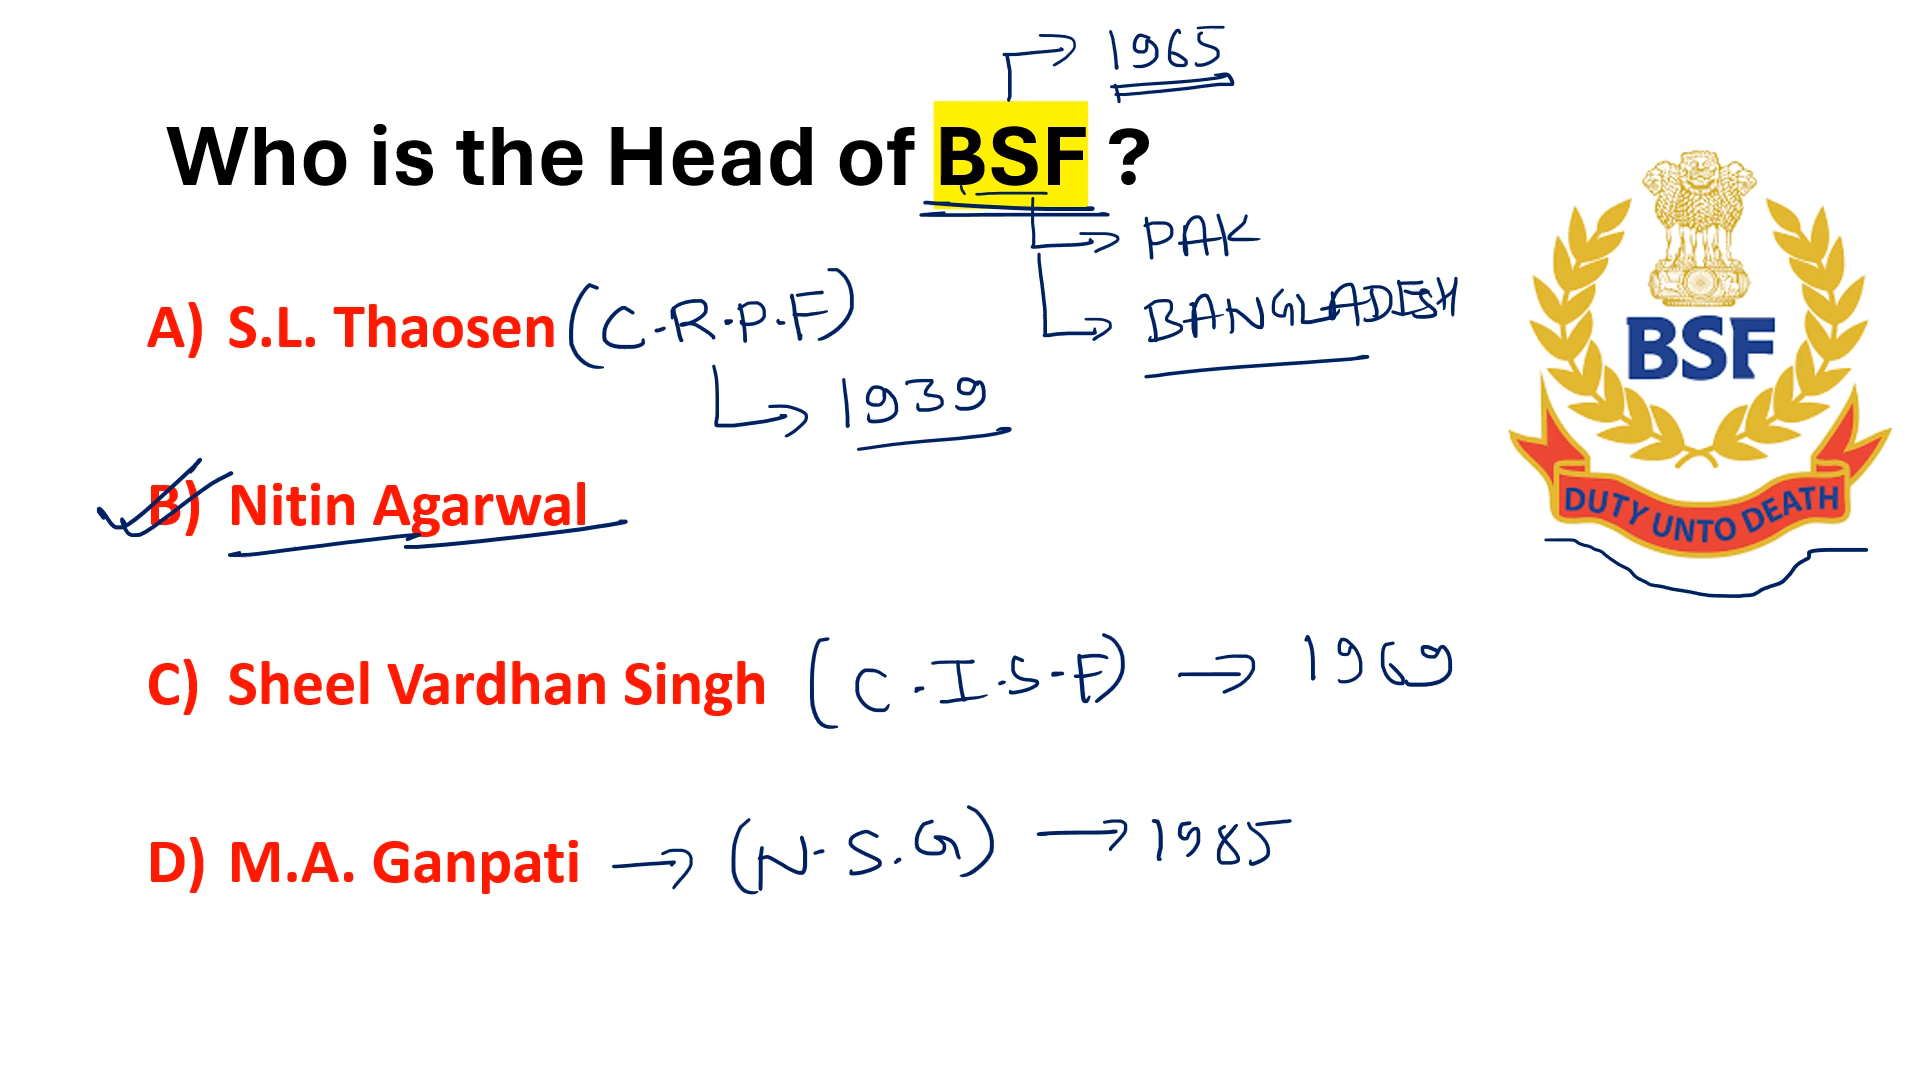 1965
Who is the Head of BSF ?
PAK
BANGLADESH
A) S.L. Thaosen (C.R.P.F)
1939
B) Nitin Agarwal
C) Sheel Vardhan Singh (C.I.S.F) → 1969
D) M.A. Ganpati → (N.S.G) → 1985
BSF
DUTY UNTO DEATH